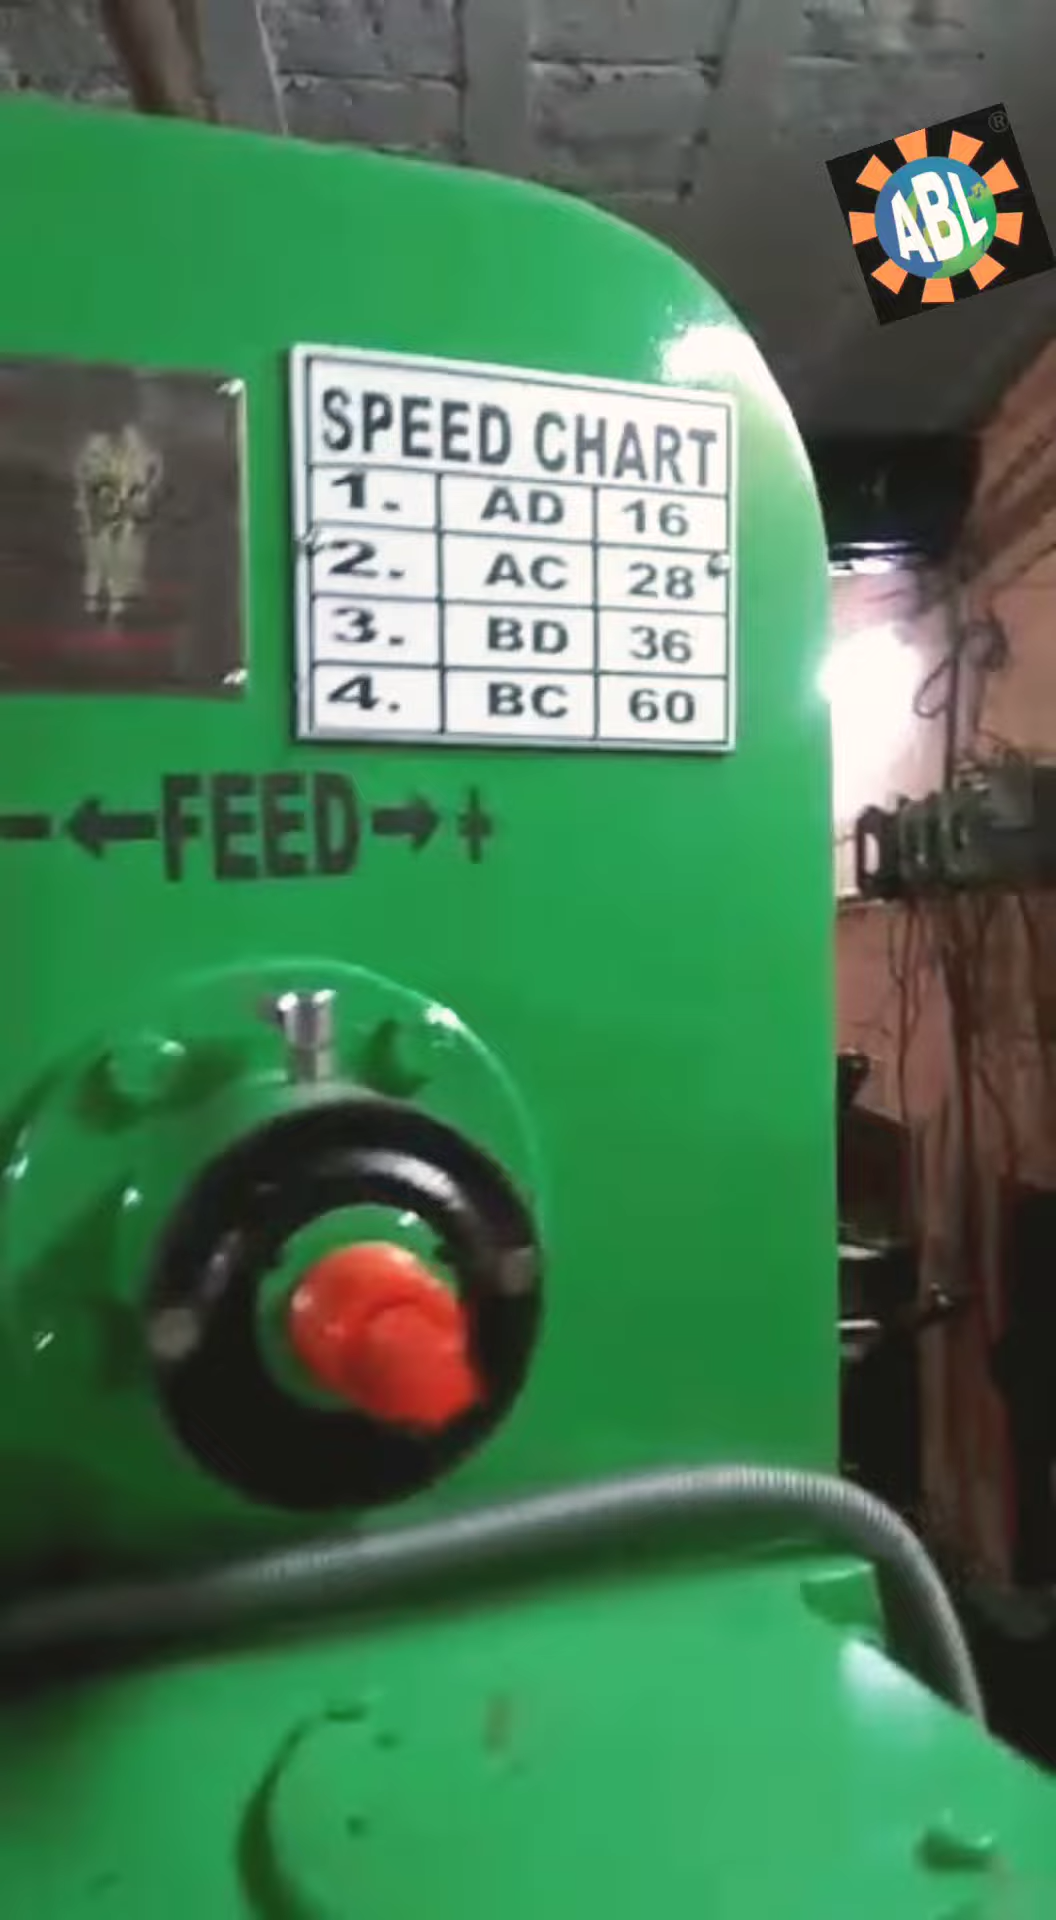 ABL ®
SPEED CHART
1. AD 16
2. AC 28
3. BD 36
4. BC 60
- ← FEED → +